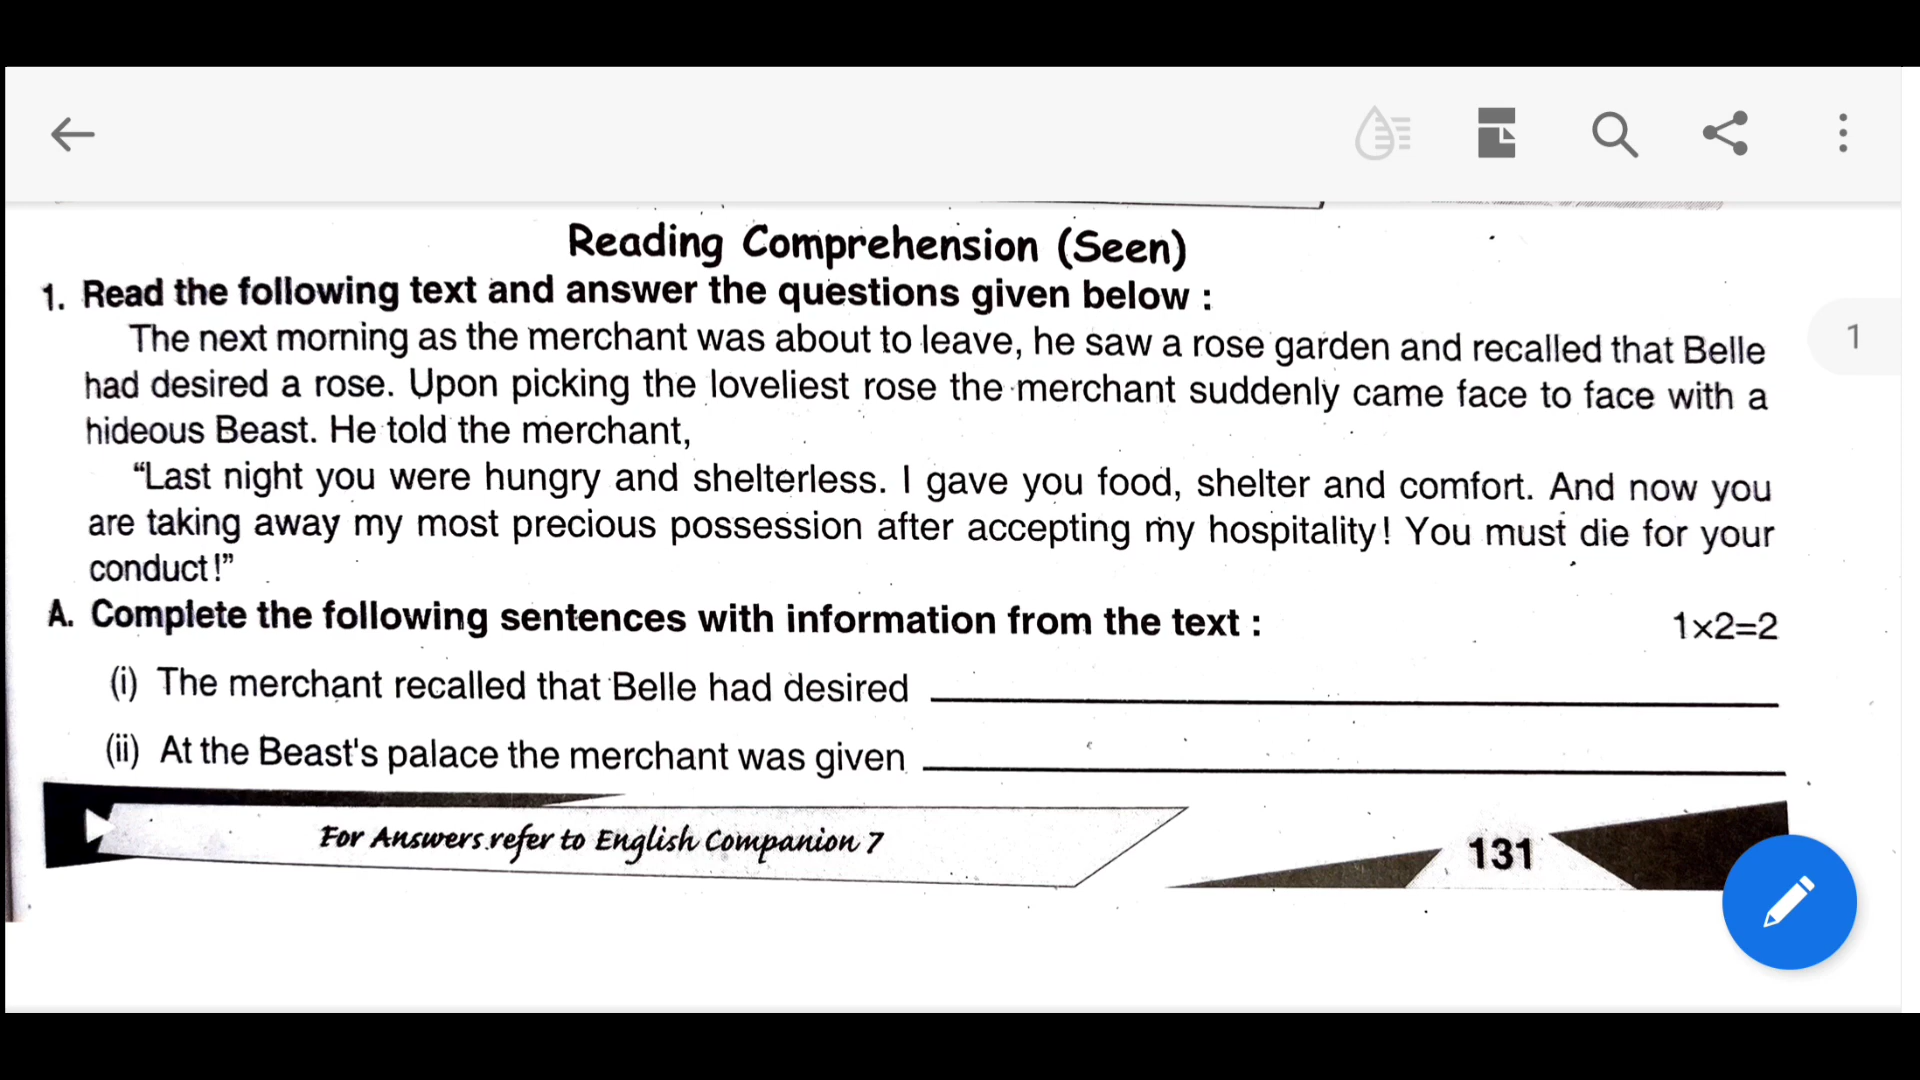 1
Reading Comprehension (Seen)
1. Read the following text and answer the questions given below :
The next morning as the merchant was about to leave, he saw a rose garden and recalled that Belle
had desired a rose. Upon picking the loveliest rose the merchant suddenly came face to face with a
hideous Beast. He told the merchant,
“Last night you were hungry and shelterless. I gave you food, shelter and comfort. And now you
are taking away my most precious possession after accepting my hospitality! You must die for your
conduct!”
A. Complete the following sentences with information from the text : 1×2=2
(i) The merchant recalled that Belle had desired
(ii) At the Beast's palace the merchant was given
For Answers refer to English Companion 7
131